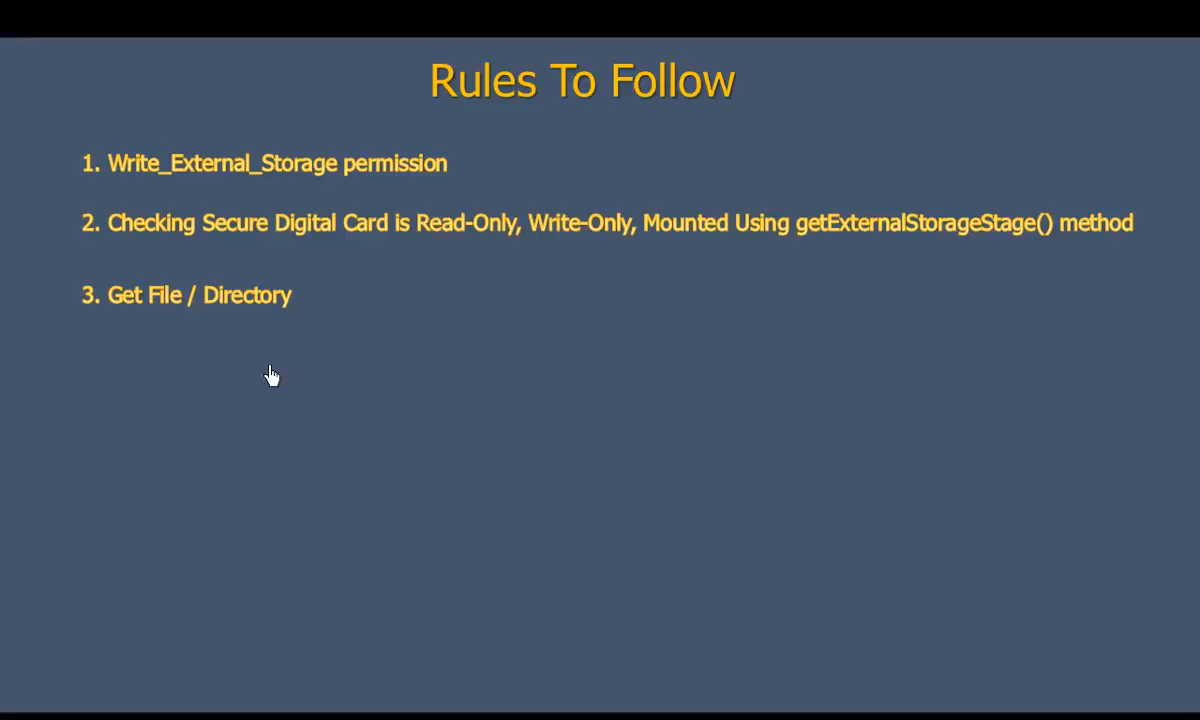 Rules To Follow
1. Write_External_Storage permission
2. Checking Secure Digital Card is Read-Only, Write-Only, Mounted Using getExternalStorageStage() method
3. Get File / Directory